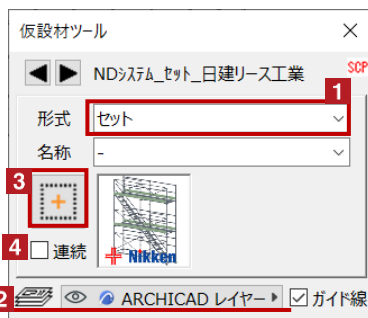 仮設材ツール
NDｼｽﾃﾑ_ｾｯﾄ_日建リース工業
SCP
1
形式 セット
名称 -
3
Nikken
4 連続
2 ARCHICAD レイヤー ガイド線